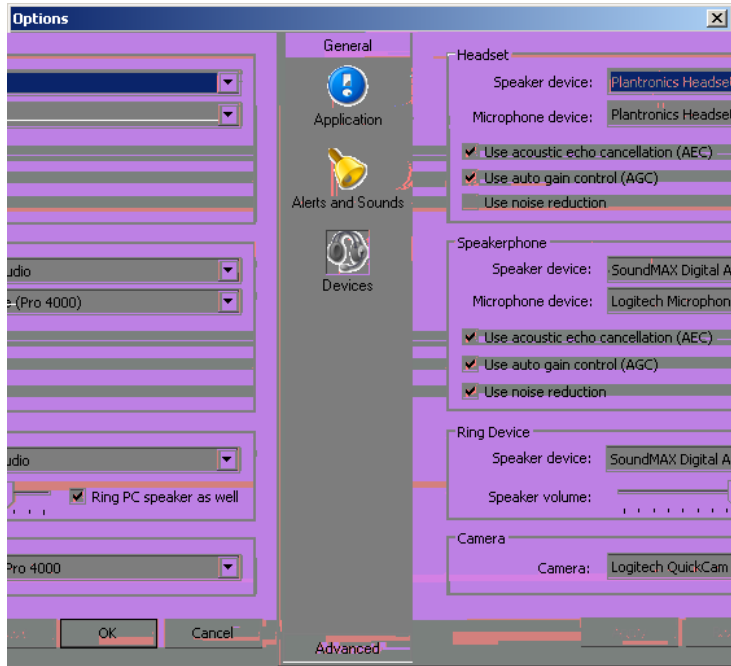 Options
General
Application
Alerts and Sounds
Devices
Advanced
Headset
Speaker device: Plantronics Headset
Microphone device: Plantronics Headset
Use acoustic echo cancellation (AEC)
Use auto gain control (AGC)
Use noise reduction
Speakerphone
Speaker device: SoundMAX Digital A
udio
Microphone device: Logitech Microphon
e (Pro 4000)
Use acoustic echo cancellation (AEC)
Use auto gain control (AGC)
Use noise reduction
Ring Device
Speaker device: SoundMAX Digital A
udio
Speaker volume:
Ring PC speaker as well
Camera
Camera: Logitech QuickCam
Pro 4000
OK
Cancel